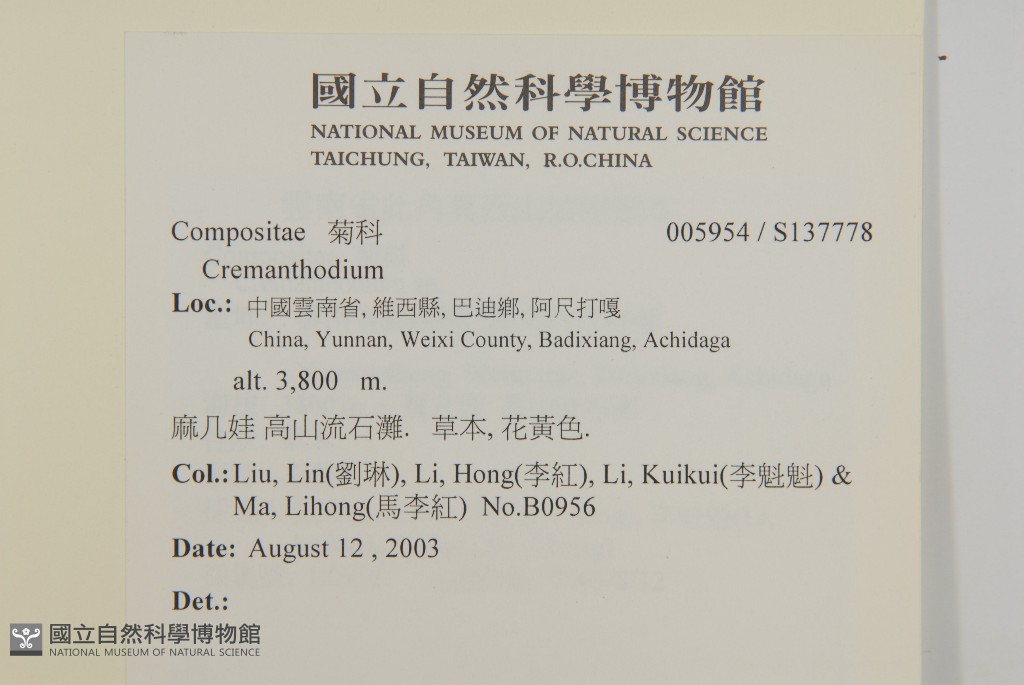 國立自然科學博物館
NATIONAL MUSEUM OF NATURAL SCIENCE
TAICHUNG, TAIWAN, R.O.CHINA
Compositae 菊科 005954 / S137778
Cremanthodium
Loc.: 中國雲南省, 維西縣, 巴迪鄉, 阿尺打嘎
China, Yunnan, Weixi County, Badixiang, Achidaga
alt. 3,800 m.
麻几娃 高山流石灘. 草本, 花黃色.
Col.: Liu, Lin(劉琳), Li, Hong(李紅), Li, Kuikui(李魁魁) &
Ma, Lihong(馬李紅) No.B0956
Date: August 12 , 2003
Det.:
國立自然科學博物館
NATIONAL MUSEUM OF NATURAL SCIENCE